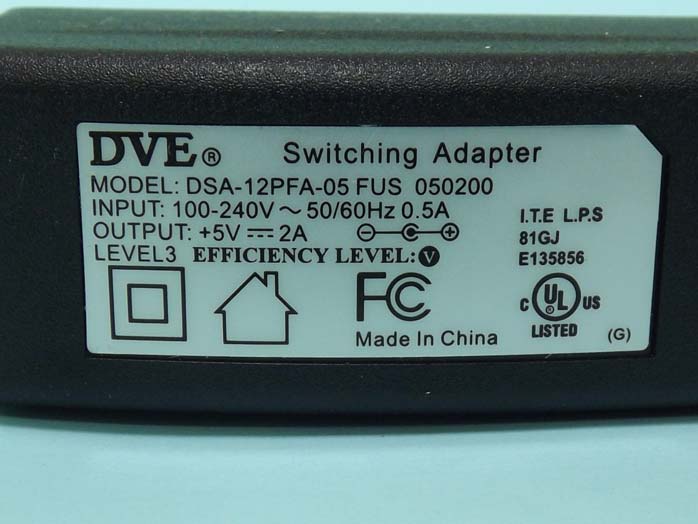 DVE® Switching Adapter
MODEL: DSA-12PFA-05 FUS 050200
INPUT: 100-240V ~ 50/60Hz 0.5A
OUTPUT: +5V ⎓ 2A
LEVEL3 EFFICIENCY LEVEL: V
I.T.E L.P.S
81GJ
E135856
FC
Made In China
C UL® US
LISTED
(G)